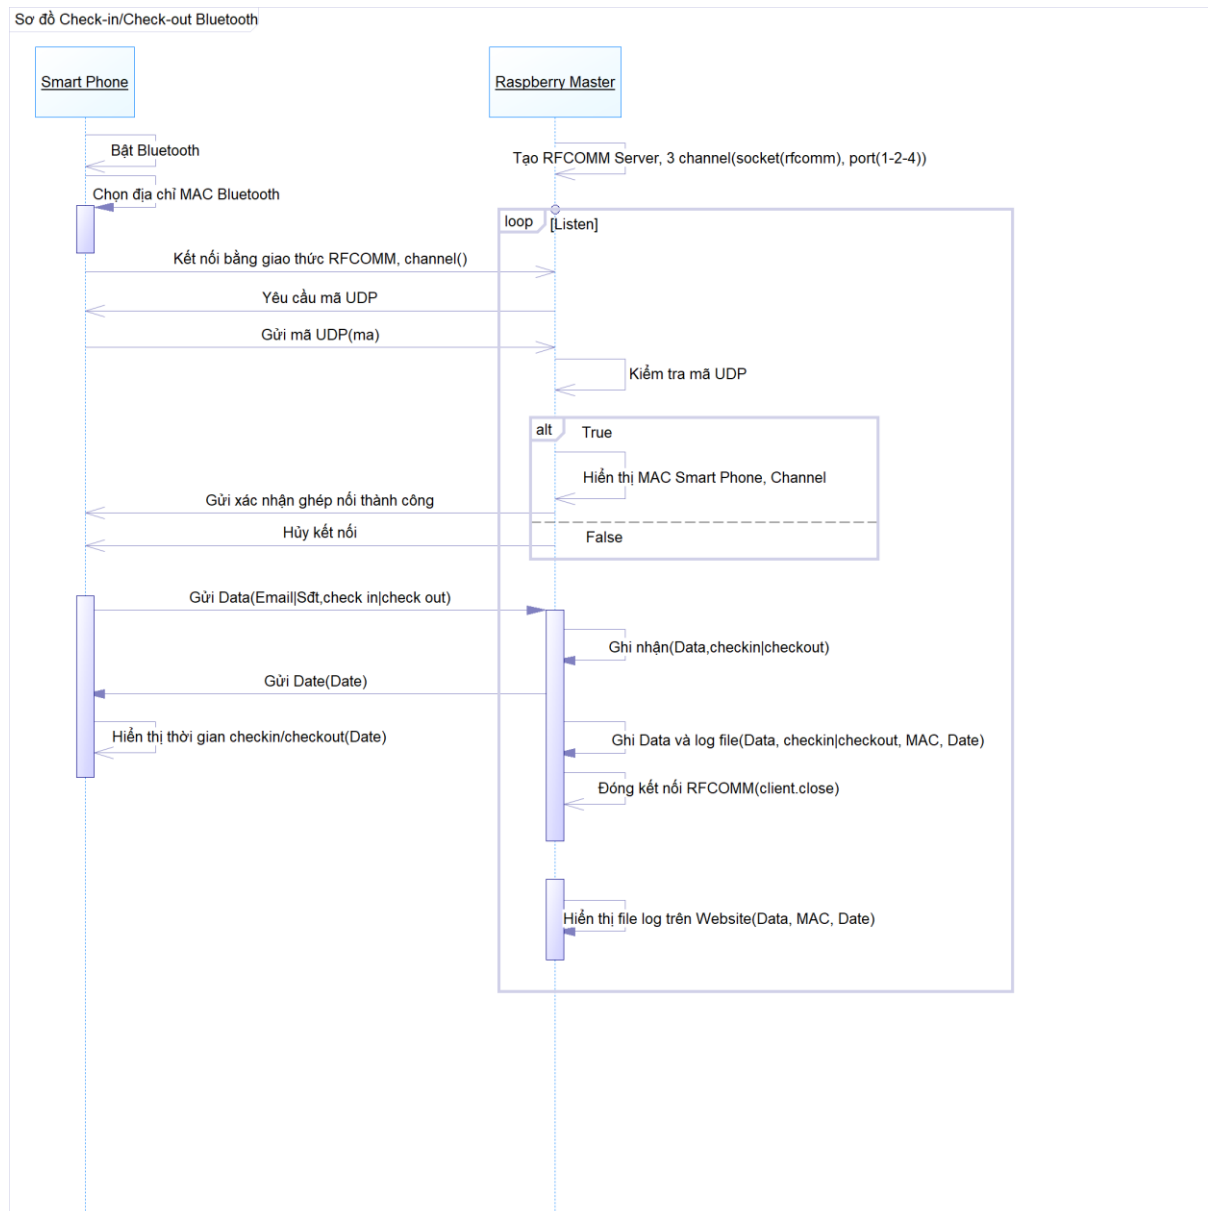 Sơ đồ Check-in/Check-out Bluetooth
Smart Phone
Raspberry Master
Bật Bluetooth
Tạo RFCOMM Server, 3 channel(socket(rfcomm), port(1-2-4))
Chọn địa chỉ MAC Bluetooth
loop
[Listen]
Kết nối bằng giao thức RFCOMM, channel()
Yêu cầu mã UDP
Gửi mã UDP(ma)
Kiểm tra mã UDP
alt
True
Hiển thị MAC Smart Phone, Channel
Gửi xác nhận ghép nối thành công
Hủy kết nối
False
Gửi Data(Email|Sđt,check in|check out)
Ghi nhận(Data,checkin|checkout)
Gửi Date(Date)
Hiển thị thời gian checkin/checkout(Date)
Ghi Data và log file(Data, checkin|checkout, MAC, Date)
Đóng kết nối RFCOMM(client.close)
Hiển thị file log trên Website(Data, MAC, Date)